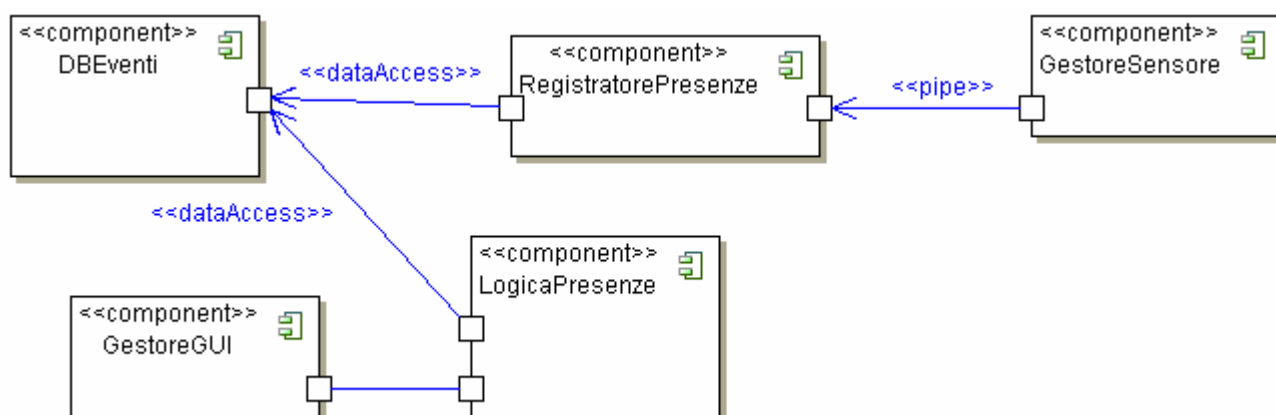 <<component>>
DBEventi
<<dataAccess>>
<<component>>
RegistratorePresenze
<<pipe>>
<<component>>
GestoreSensore
<<dataAccess>>
<<component>>
LogicaPresenze
<<component>>
GestoreGUI